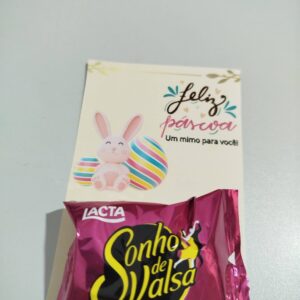 feliz
páscoa
Um mimo para você!
LACTA
Sonho
de
Valsa